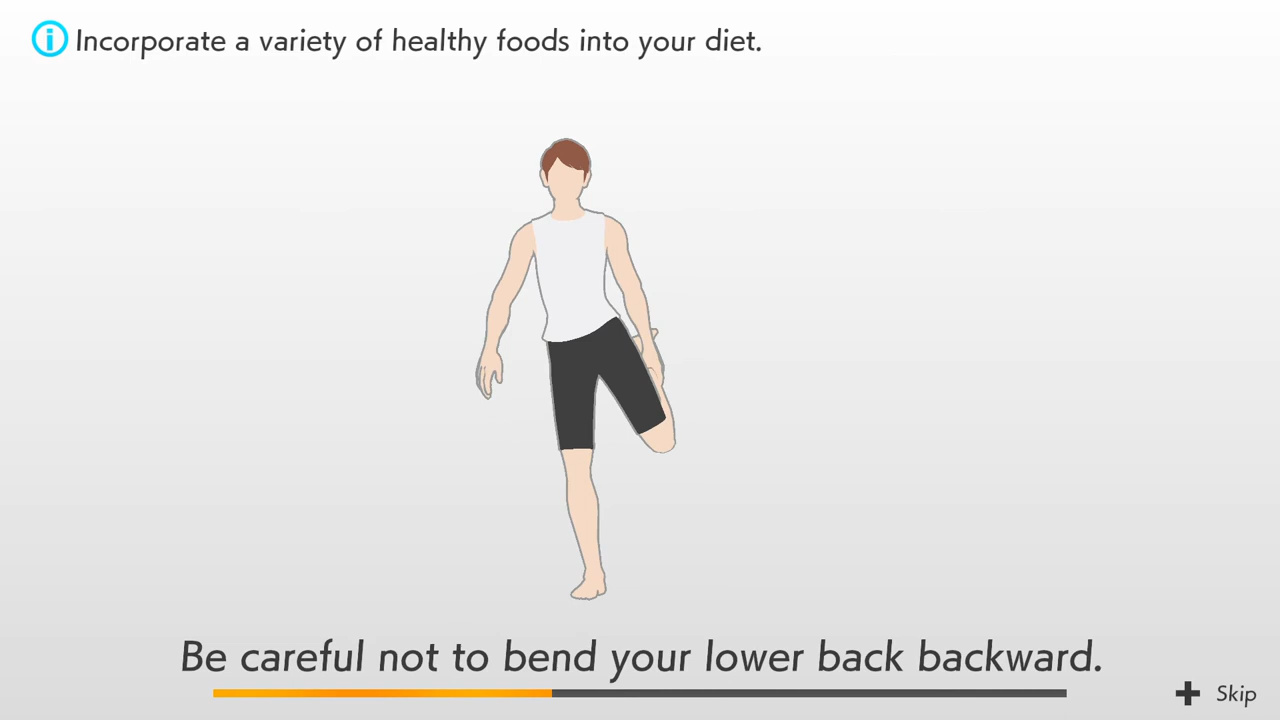 Incorporate a variety of healthy foods into your diet.
Be careful not to bend your lower back backward.
Skip